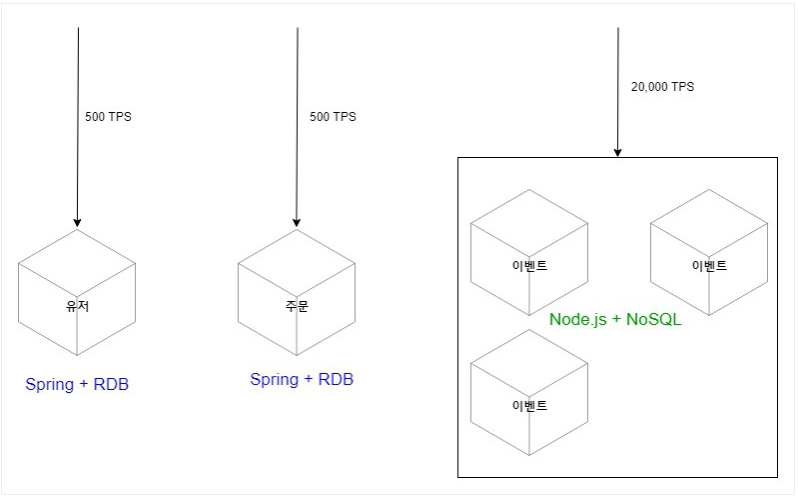 500 TPS
500 TPS
20,000 TPS
유저
주문
이벤트
이벤트
이벤트
Spring + RDB
Spring + RDB
Node.js + NoSQL